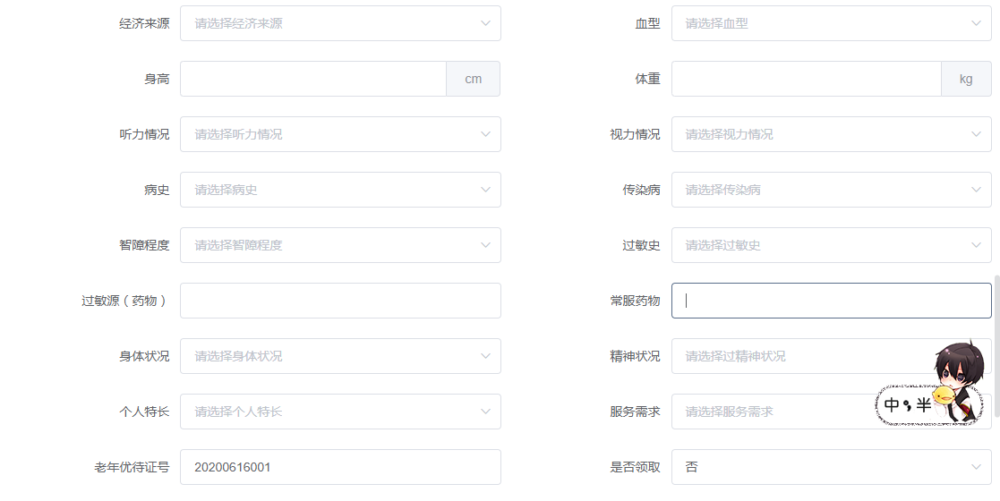 经济来源 请选择经济来源 血型 请选择血型
身高 cm 体重 kg
听力情况 请选择听力情况 视力情况 请选择视力情况
病史 请选择病史 传染病 请选择传染病
智障程度 请选择智障程度 过敏史 请选择过敏史
过敏源（药物） 常服药物
身体状况 请选择身体状况 精神状况 请选择过精神状况
个人特长 请选择个人特长 服务需求 请选择服务需求
中 半
老年优待证号 20200616001 是否领取 否